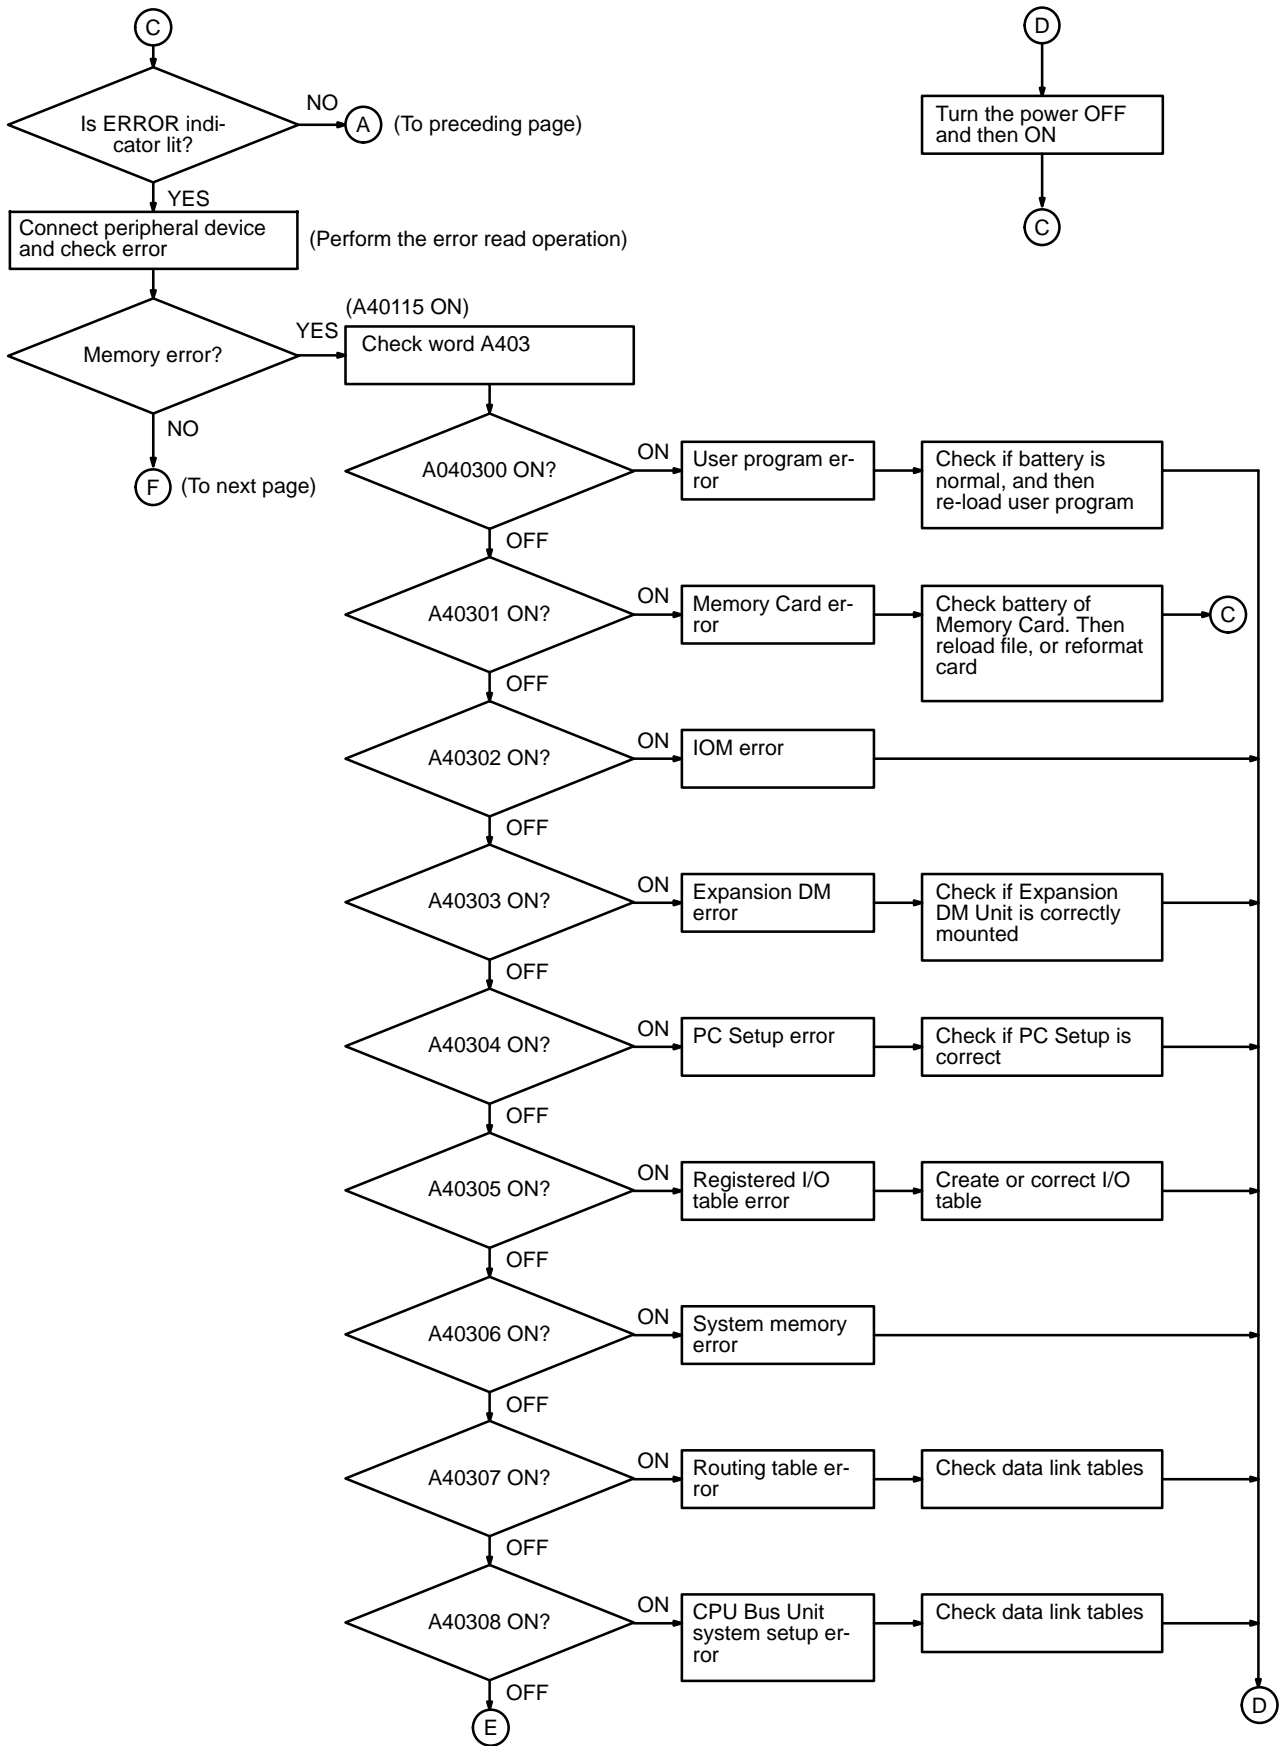 C
D
Is ERROR indi-
cator lit?
NO
A
(To preceding page)
Turn the power OFF
and then ON
YES
C
Connect peripheral device
and check error
(Perform the error read operation)
(A40115 ON)
Memory error?
YES
Check word A403
NO
F
(To next page)
A040300 ON?
ON
User program er-
ror
Check if battery is
normal, and then
re-load user program
OFF
A40301 ON?
ON
Memory Card er-
ror
Check battery of
Memory Card. Then
reload file, or reformat
card
C
OFF
A40302 ON?
ON
IOM error
OFF
A40303 ON?
ON
Expansion DM
error
Check if Expansion
DM Unit is correctly
mounted
OFF
A40304 ON?
ON
PC Setup error
Check if PC Setup is
correct
OFF
A40305 ON?
ON
Registered I/O
table error
Create or correct I/O
table
OFF
A40306 ON?
ON
System memory
error
OFF
A40307 ON?
ON
Routing table er-
ror
Check data link tables
OFF
A40308 ON?
ON
CPU Bus Unit
system setup er-
ror
Check data link tables
OFF
E
D